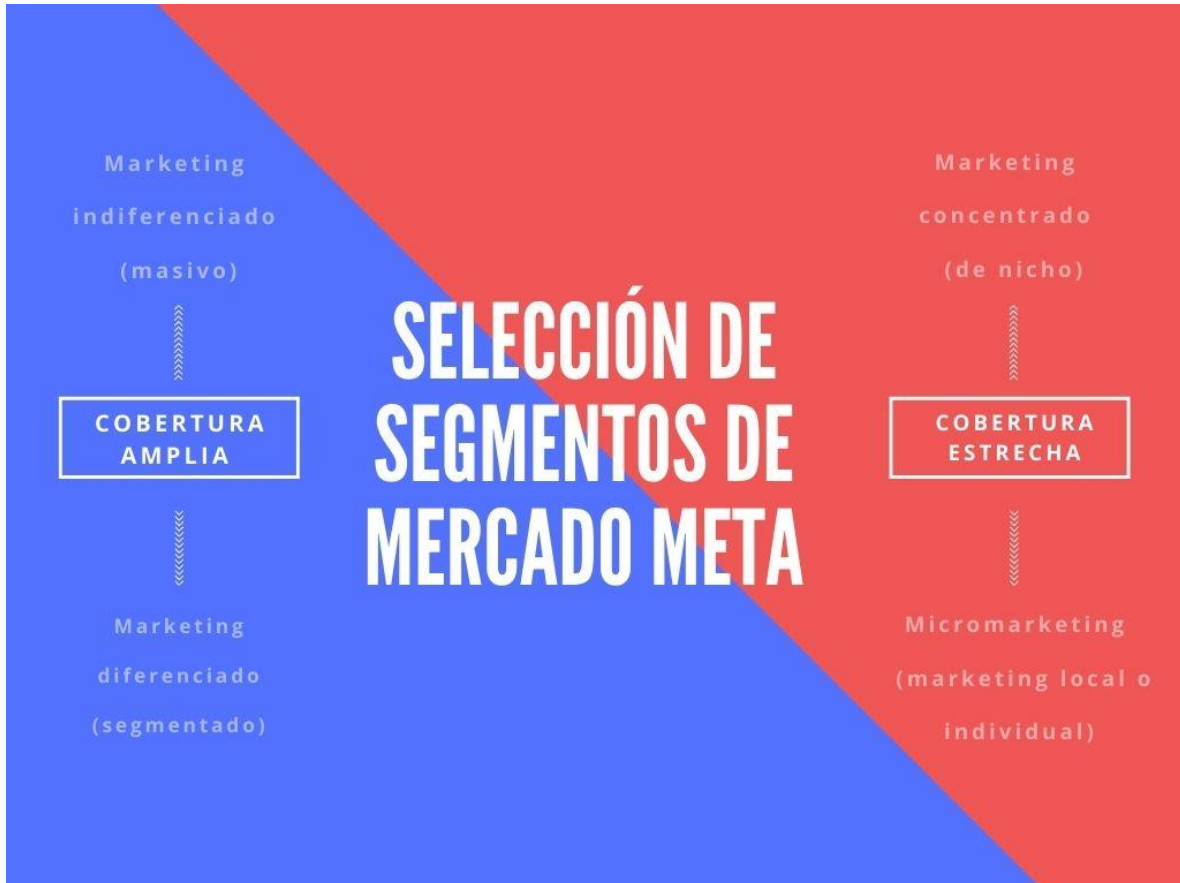 Marketing
indiferenciado
(masivo)
COBERTURA
AMPLIA
Marketing
diferenciado
(segmentado)
SELECCIÓN DE
SEGMENTOS DE
MERCADO META
Marketing
concentrado
(de nicho)
COBERTURA
ESTRECHA
Micromarketing
(marketing local o
individual)